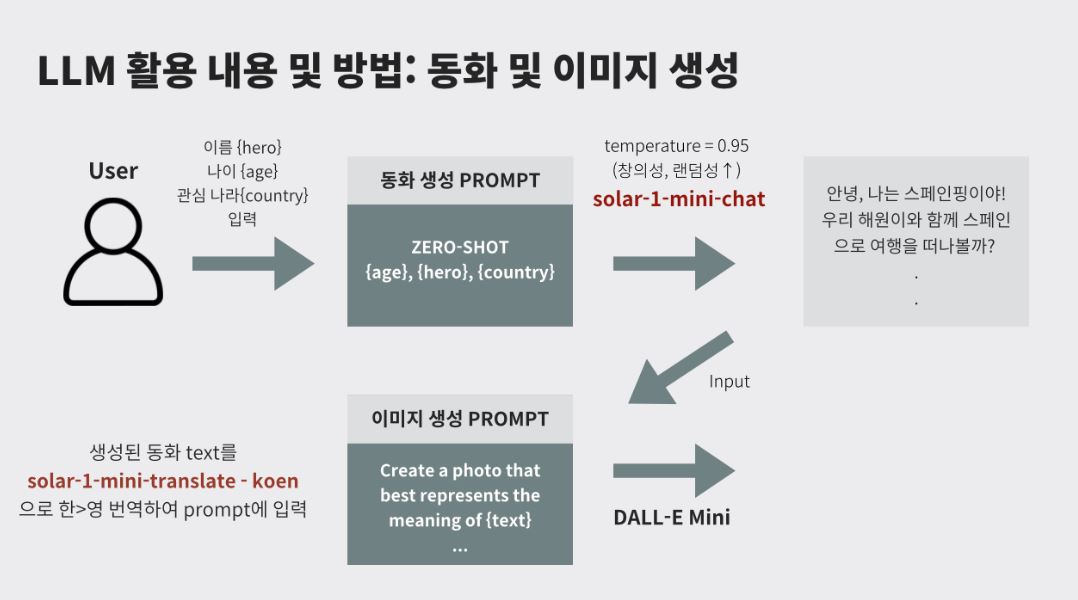 LLM 활용 내용 및 방법: 동화 및 이미지 생성
User
이름 {hero}
나이 {age}
관심 나라{country}
입력
동화 생성 PROMPT
ZERO-SHOT
{age}, {hero}, {country}
temperature = 0.95
(창의성, 랜덤성↑)
solar-1-mini-chat
안녕, 나는 스페인핑이야!
우리 해원이와 함께 스페인
으로 여행을 떠나볼까?
.
.
Input
생성된 동화 text를
solar-1-mini-translate - koen
으로 한>영 번역하여 prompt에 입력
이미지 생성 PROMPT
Create a photo that
best represents the
meaning of {text}
...
DALL-E Mini